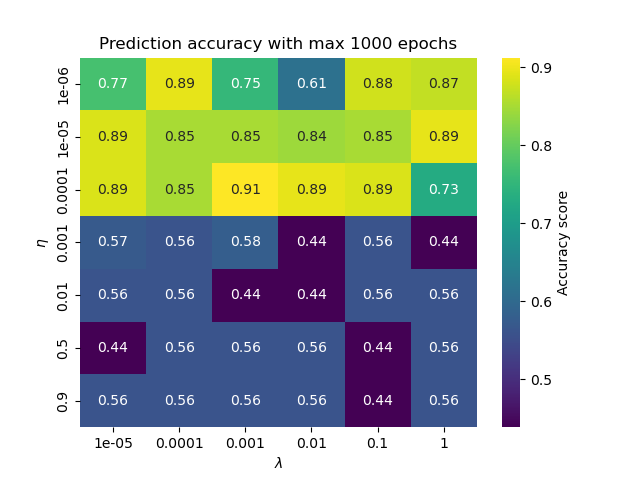 Prediction accuracy with max 1000 epochs
η
1e-06 0.77 0.89 0.75 0.61 0.88 0.87
1e-05 0.89 0.85 0.85 0.84 0.85 0.89
0.0001 0.89 0.85 0.91 0.89 0.89 0.73
0.001 0.57 0.56 0.58 0.44 0.56 0.44
0.01 0.56 0.56 0.44 0.44 0.56 0.56
0.5 0.44 0.56 0.56 0.56 0.44 0.56
0.9 0.56 0.56 0.56 0.56 0.44 0.56
1e-05 0.0001 0.001 0.01 0.1 1
λ
0.9
0.8
0.7
0.6
0.5
Accuracy score